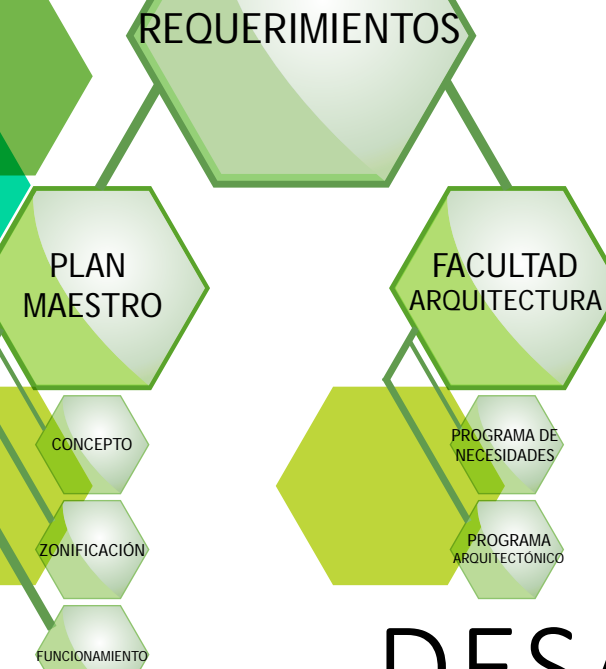 REQUERIMIENTOS
PLAN
MAESTRO
FACULTAD
ARQUITECTURA
CONCEPTO
ZONIFICACIÓN
FUNCIONAMIENTO
PROGRAMA DE
NECESIDADES
PROGRAMA
ARQUITECTÓNICO